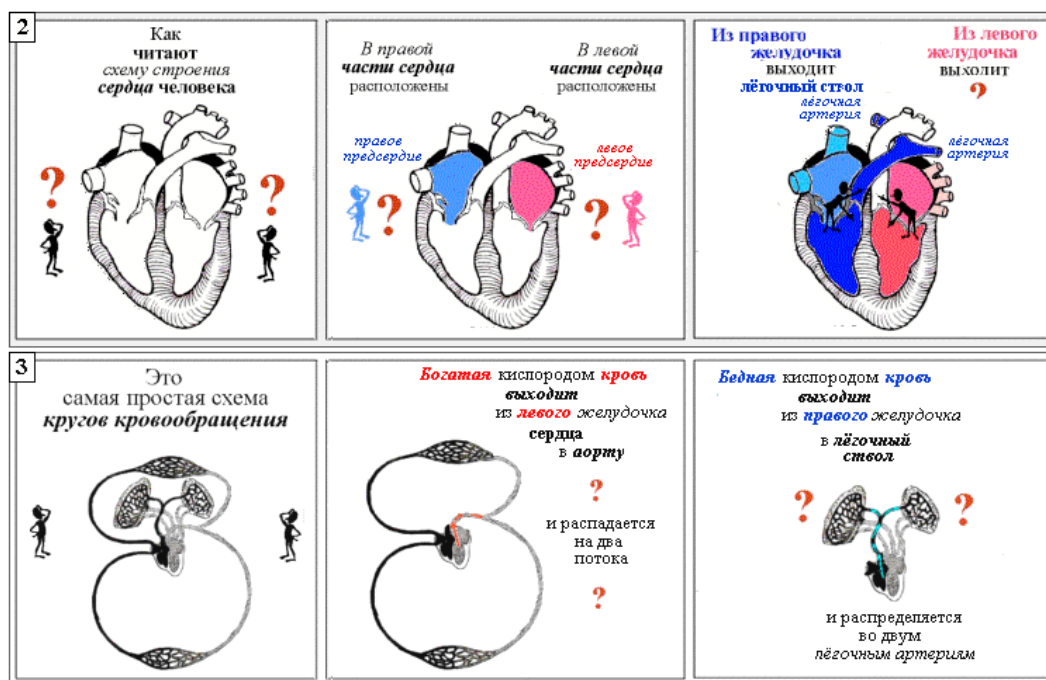 2
Как
читают
схему строения
сердца человека
?
?
В правой
части сердца
расположены
В левой
части сердца
расположены
правое
предсердие
левое
предсердие
?
?
Из правого
желудочка
выходит
лёгочный ствол
лёгочная
артерия
Из левого
желудочка
выходит
?
лёгочная
артерия
3
Это
самая простая схема
кругов кровообращения
Богатая кислородом кровь
выходит
из левого желудочка
сердца
в аорту
?
и распадается
на два
потока
?
Бедная кислородом кровь
выходит
из правого желудочка
в лёгочный
ствол
?
?
и распределяется
во двум
лёгочным артериям